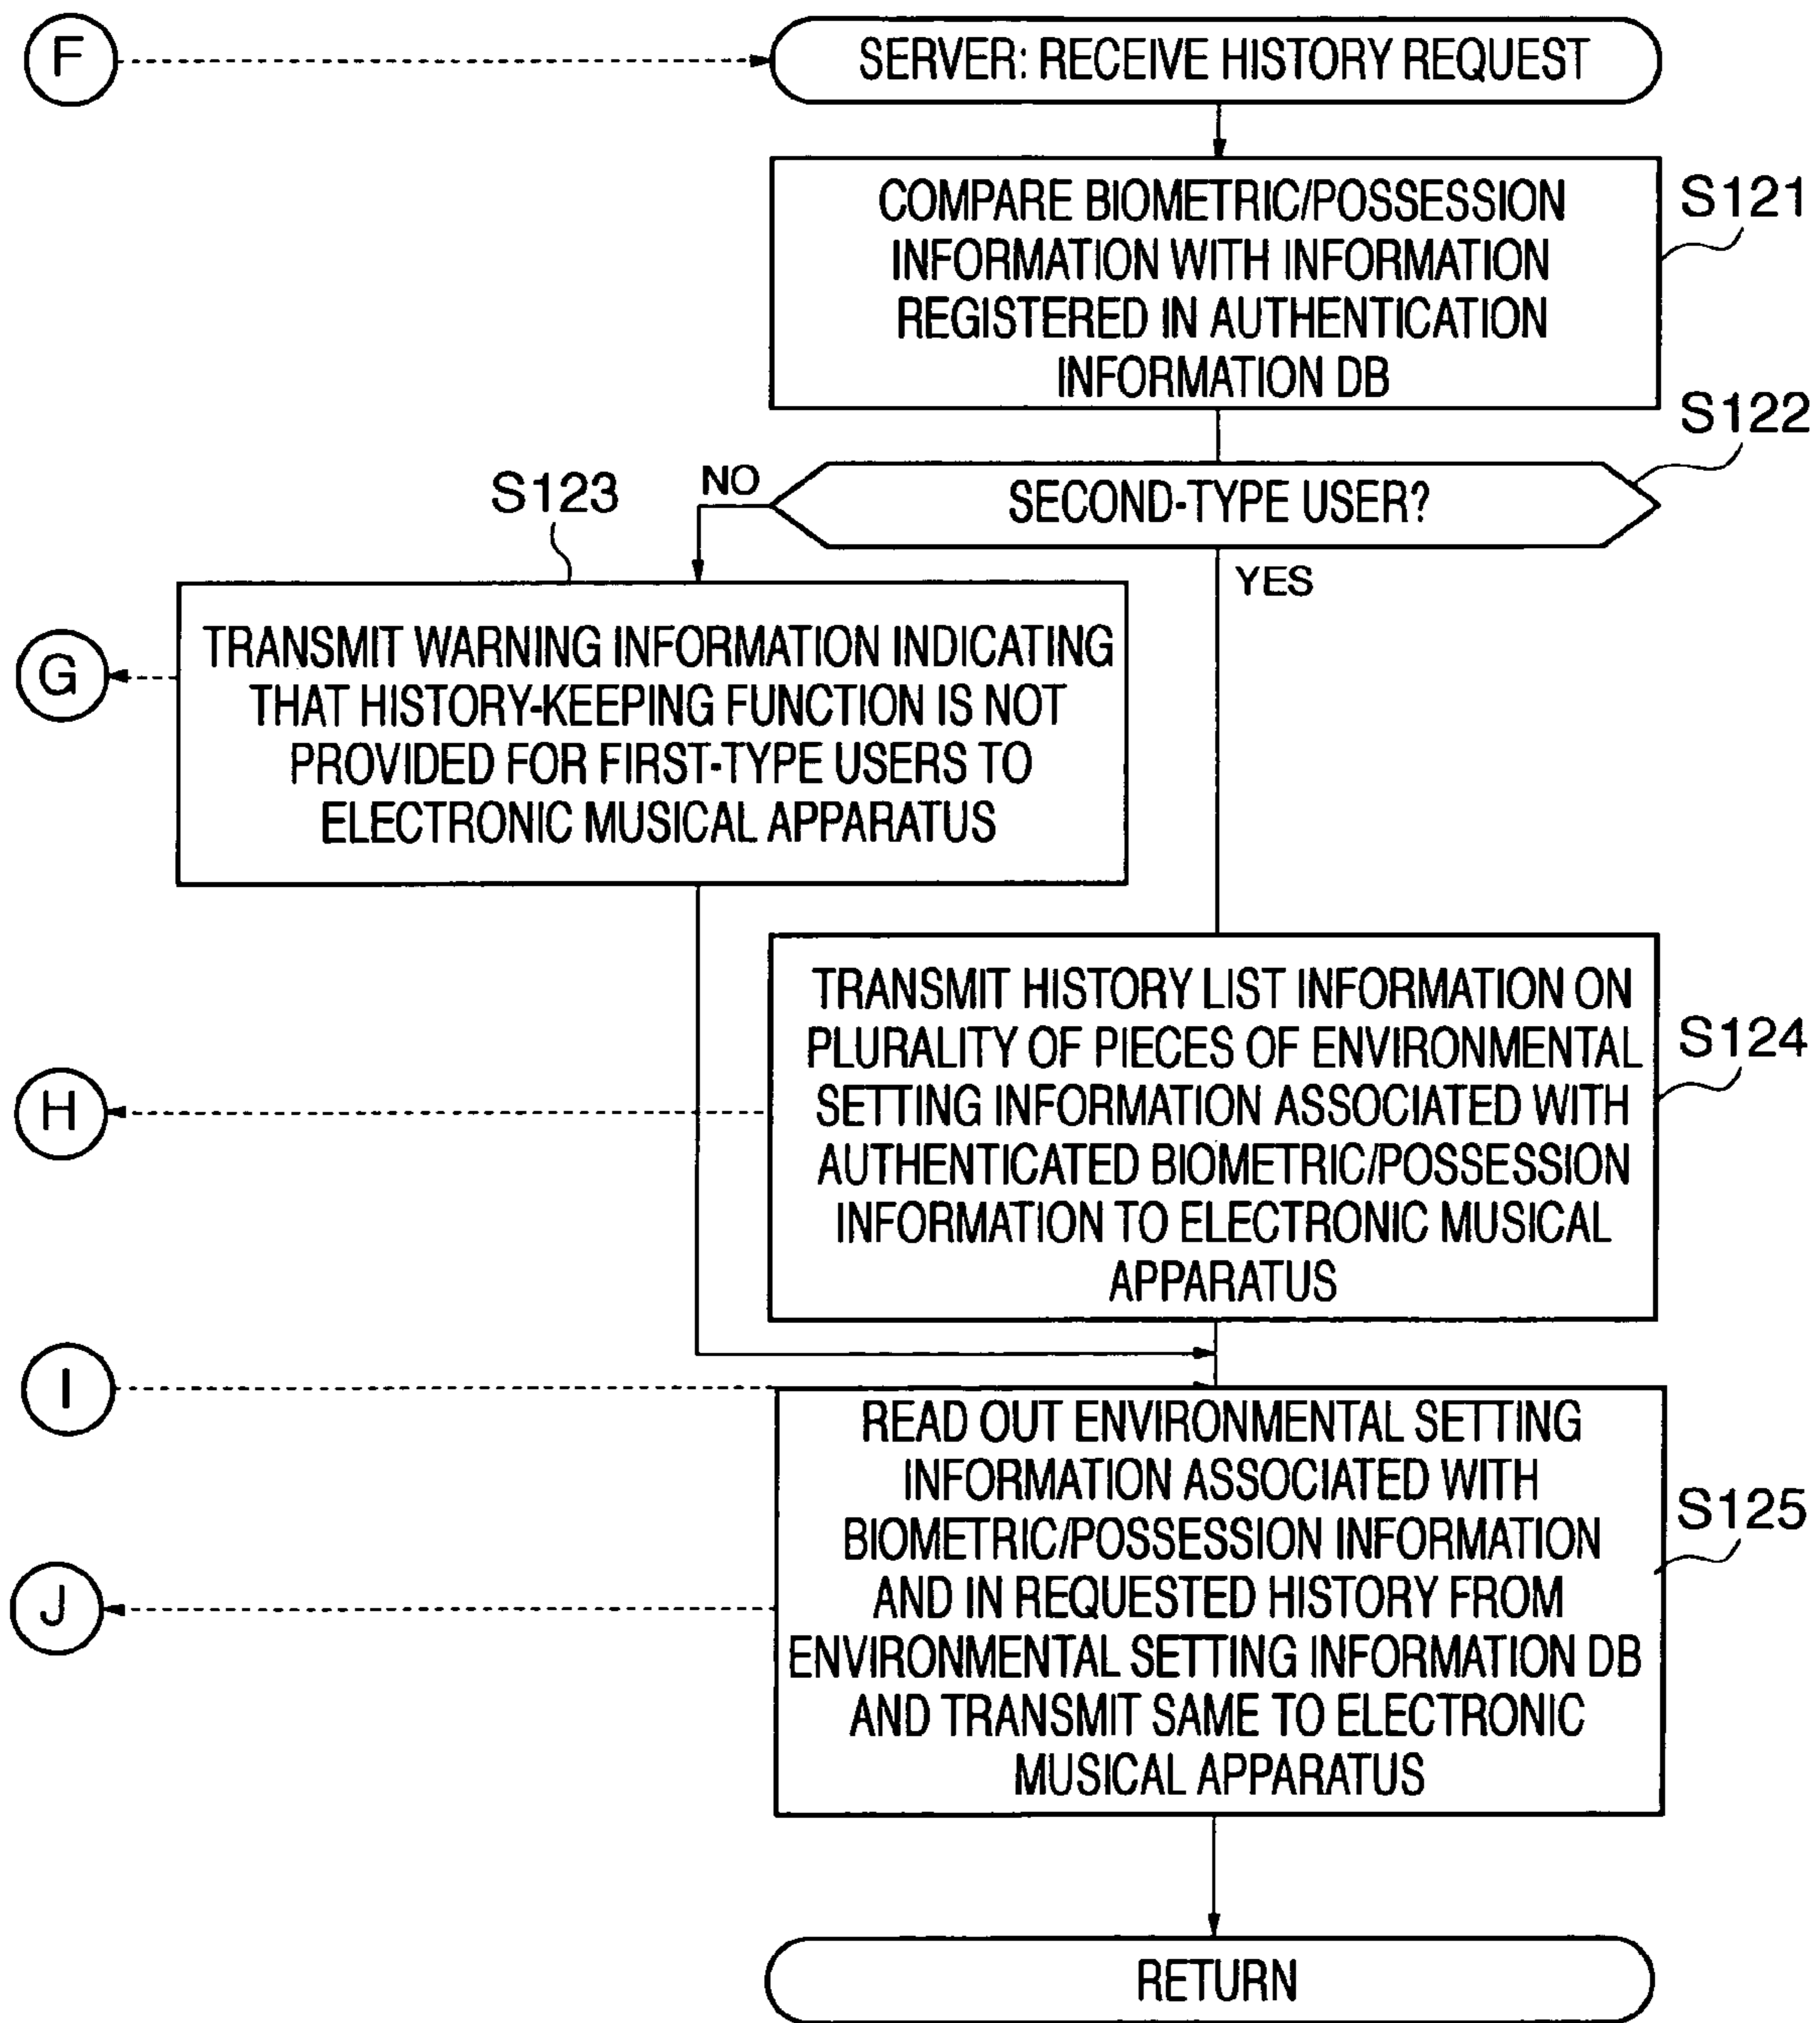 F
SERVER: RECEIVE HISTORY REQUEST
COMPARE BIOMETRIC/POSSESSION
INFORMATION WITH INFORMATION
REGISTERED IN AUTHENTICATION
INFORMATION DB
S121
S122
SECOND-TYPE USER?
NO
YES
S123
TRANSMIT WARNING INFORMATION INDICATING
THAT HISTORY-KEEPING FUNCTION IS NOT
PROVIDED FOR FIRST-TYPE USERS TO
ELECTRONIC MUSICAL APPARATUS
G
TRANSMIT HISTORY LIST INFORMATION ON
PLURALITY OF PIECES OF ENVIRONMENTAL
SETTING INFORMATION ASSOCIATED WITH
AUTHENTICATED BIOMETRIC/POSSESSION
INFORMATION TO ELECTRONIC MUSICAL
APPARATUS
S124
H
I
READ OUT ENVIRONMENTAL SETTING
INFORMATION ASSOCIATED WITH
BIOMETRIC/POSSESSION INFORMATION
AND IN REQUESTED HISTORY FROM
ENVIRONMENTAL SETTING INFORMATION DB
AND TRANSMIT SAME TO ELECTRONIC
MUSICAL APPARATUS
S125
J
RETURN